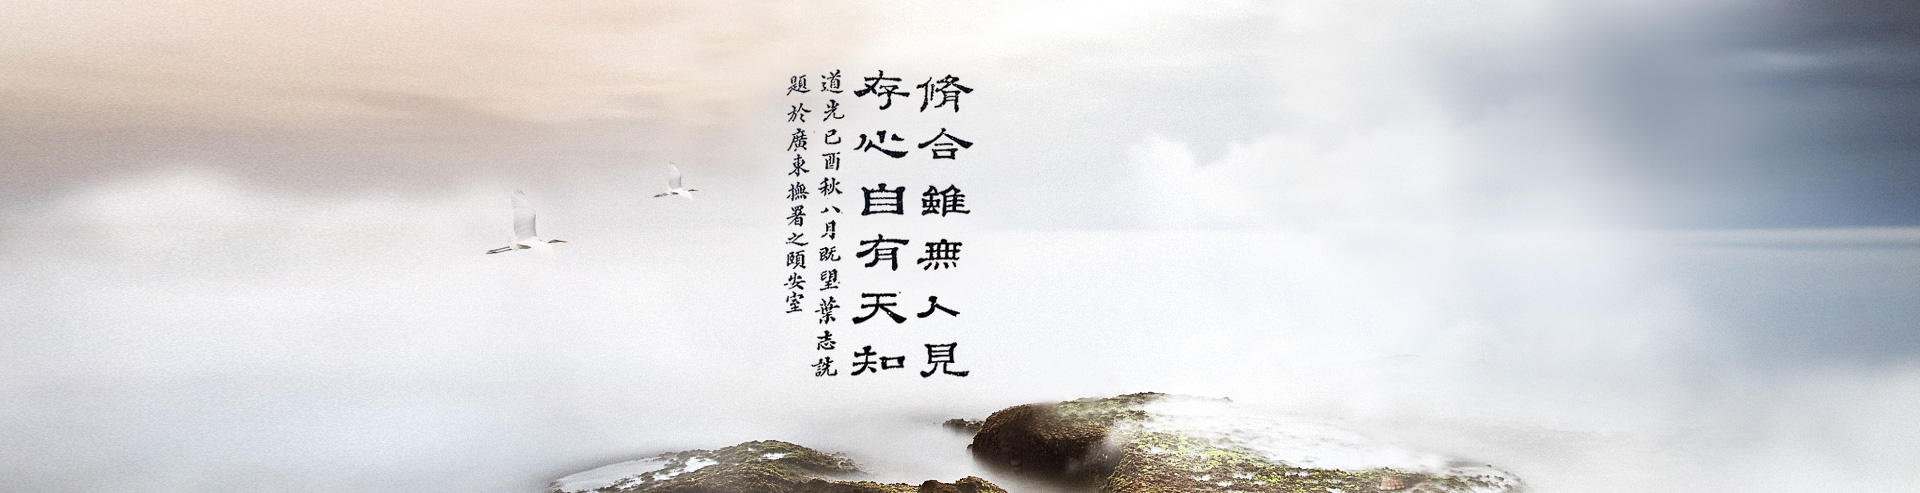 脩合雖無人見
存心自有天知
道光己酉秋八月既望葉志詵
題於廣東撫署之頤安室